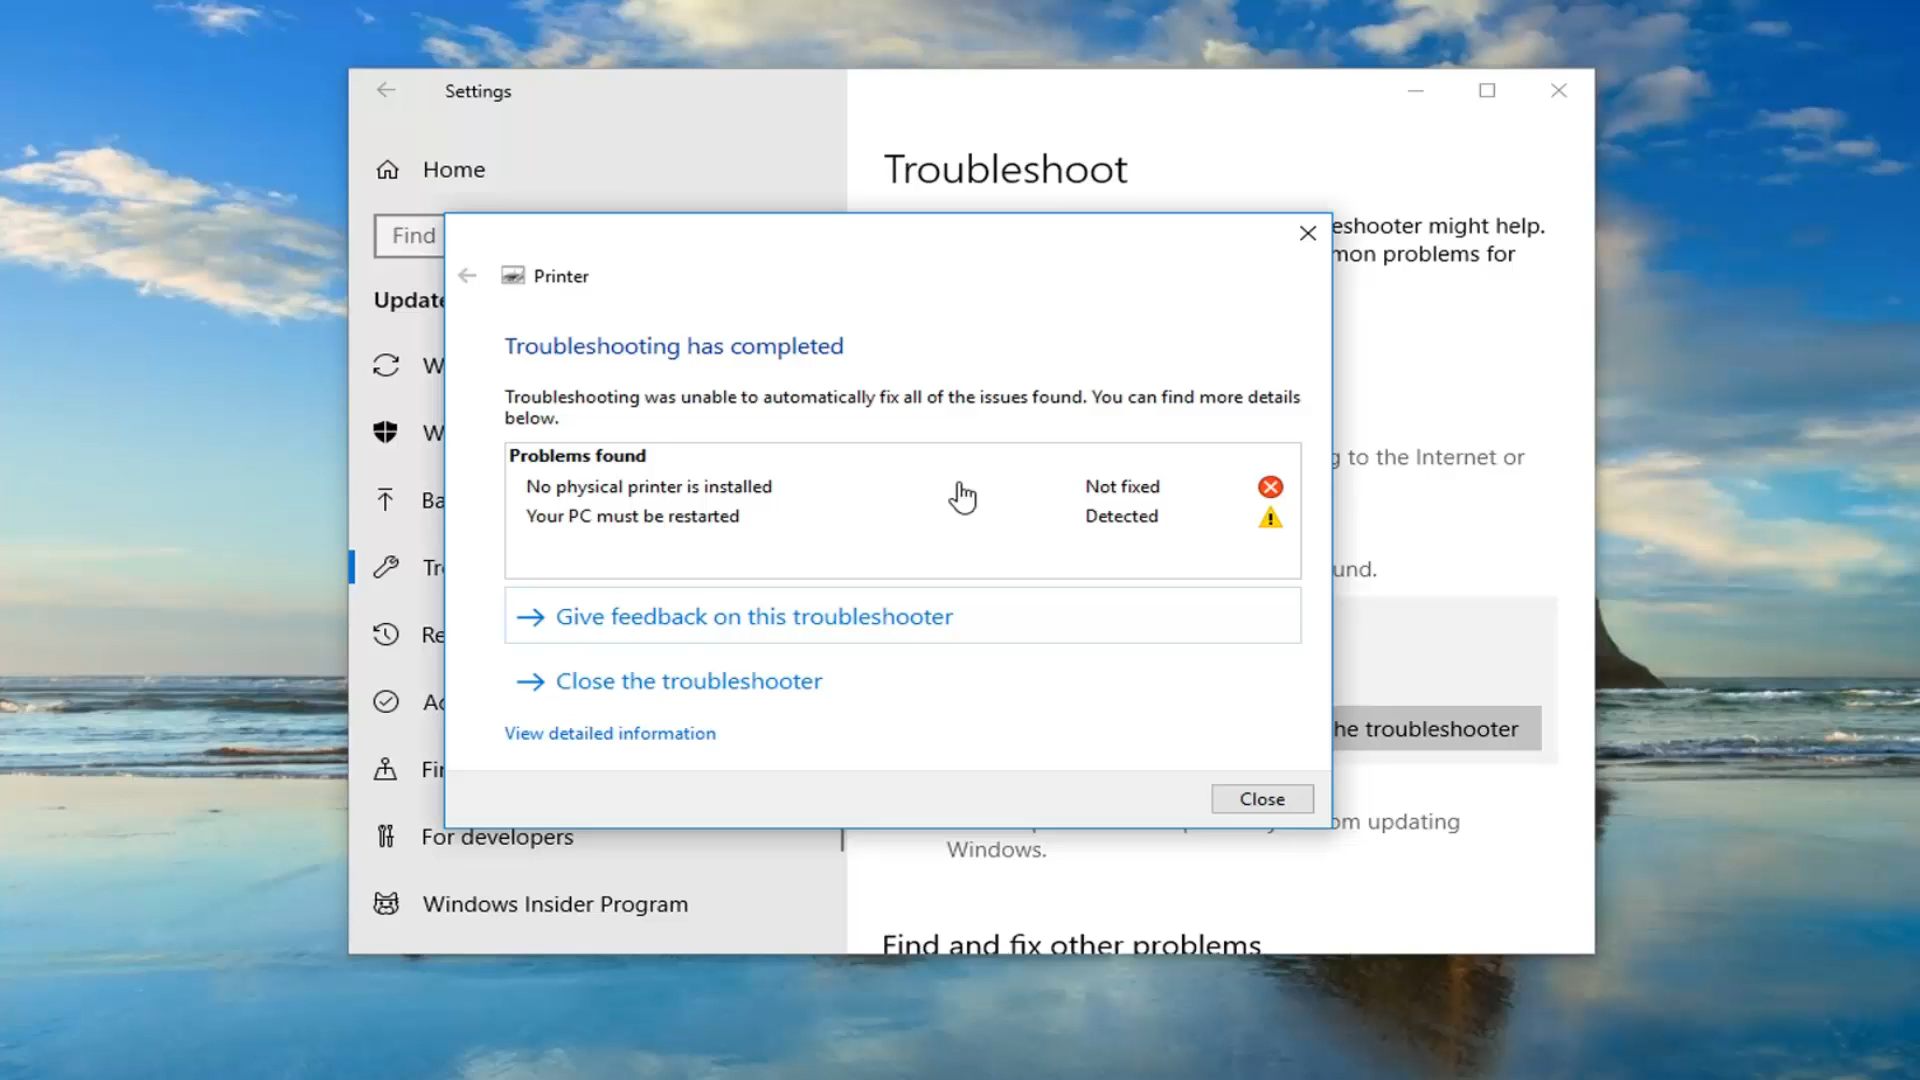 Settings
Home
Find
Update
W
W
Ba
Tr
Re
Ac
Fi
For developers
Windows Insider Program
Troubleshoot
eshooter might help.
mon problems for
g to the Internet or
und.
he troubleshooter
om updating
Windows.
Find and fix other problems
Printer
Troubleshooting has completed
Troubleshooting was unable to automatically fix all of the issues found. You can find more details
below.
Problems found
No physical printer is installed Not fixed
Your PC must be restarted Detected
Give feedback on this troubleshooter
Close the troubleshooter
View detailed information
Close